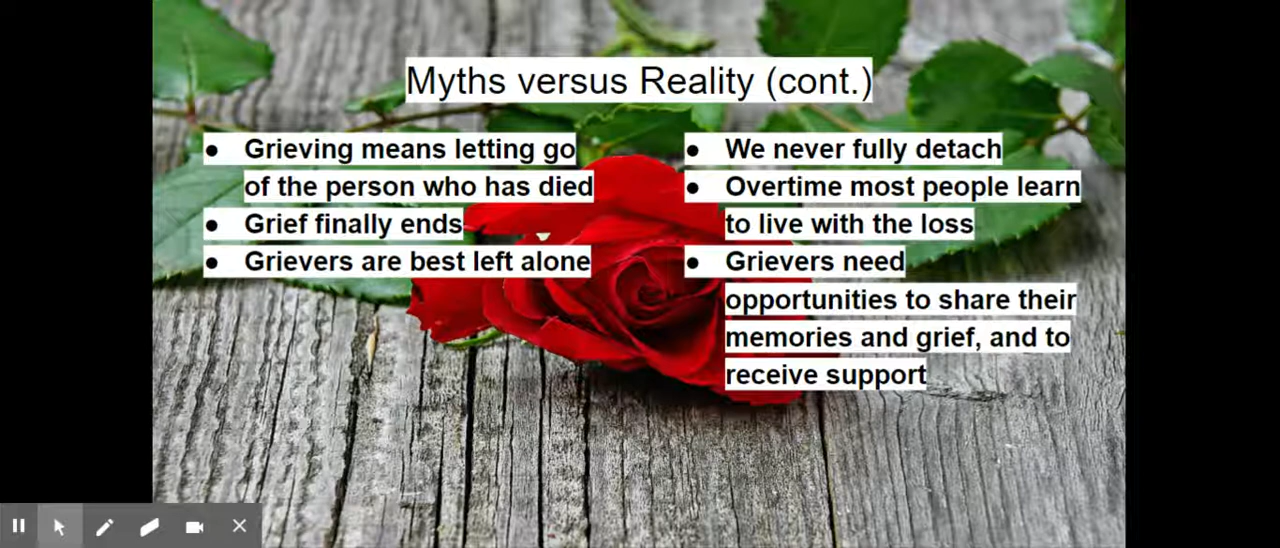 Myths versus Reality (cont.)
● Grieving means letting go
of the person who has died
● Grief finally ends
● Grievers are best left alone
● We never fully detach
● Overtime most people learn
to live with the loss
● Grievers need
opportunities to share their
memories and grief, and to
receive support